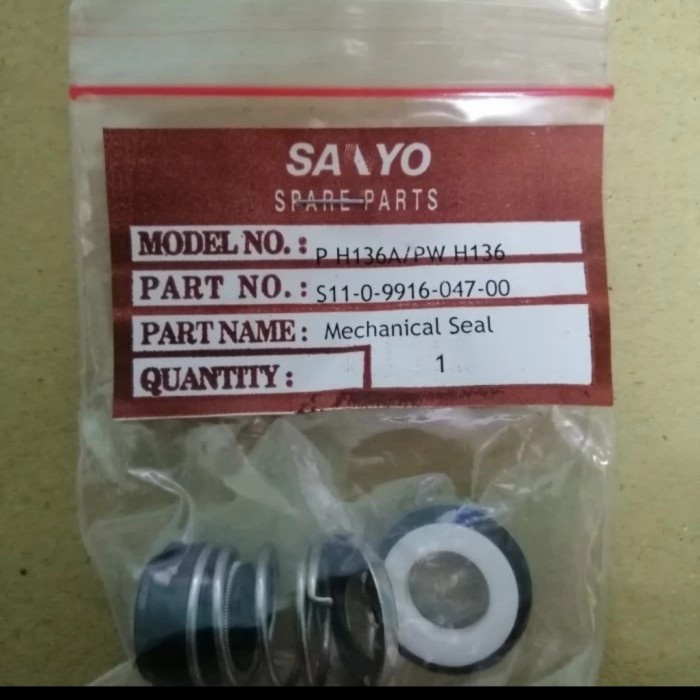 SANYO
SPARE PARTS
MODEL NO. : P H136A/PW H136
PART NO. : S11-0-9916-047-00
PART NAME : Mechanical Seal
QUANTITY : 1